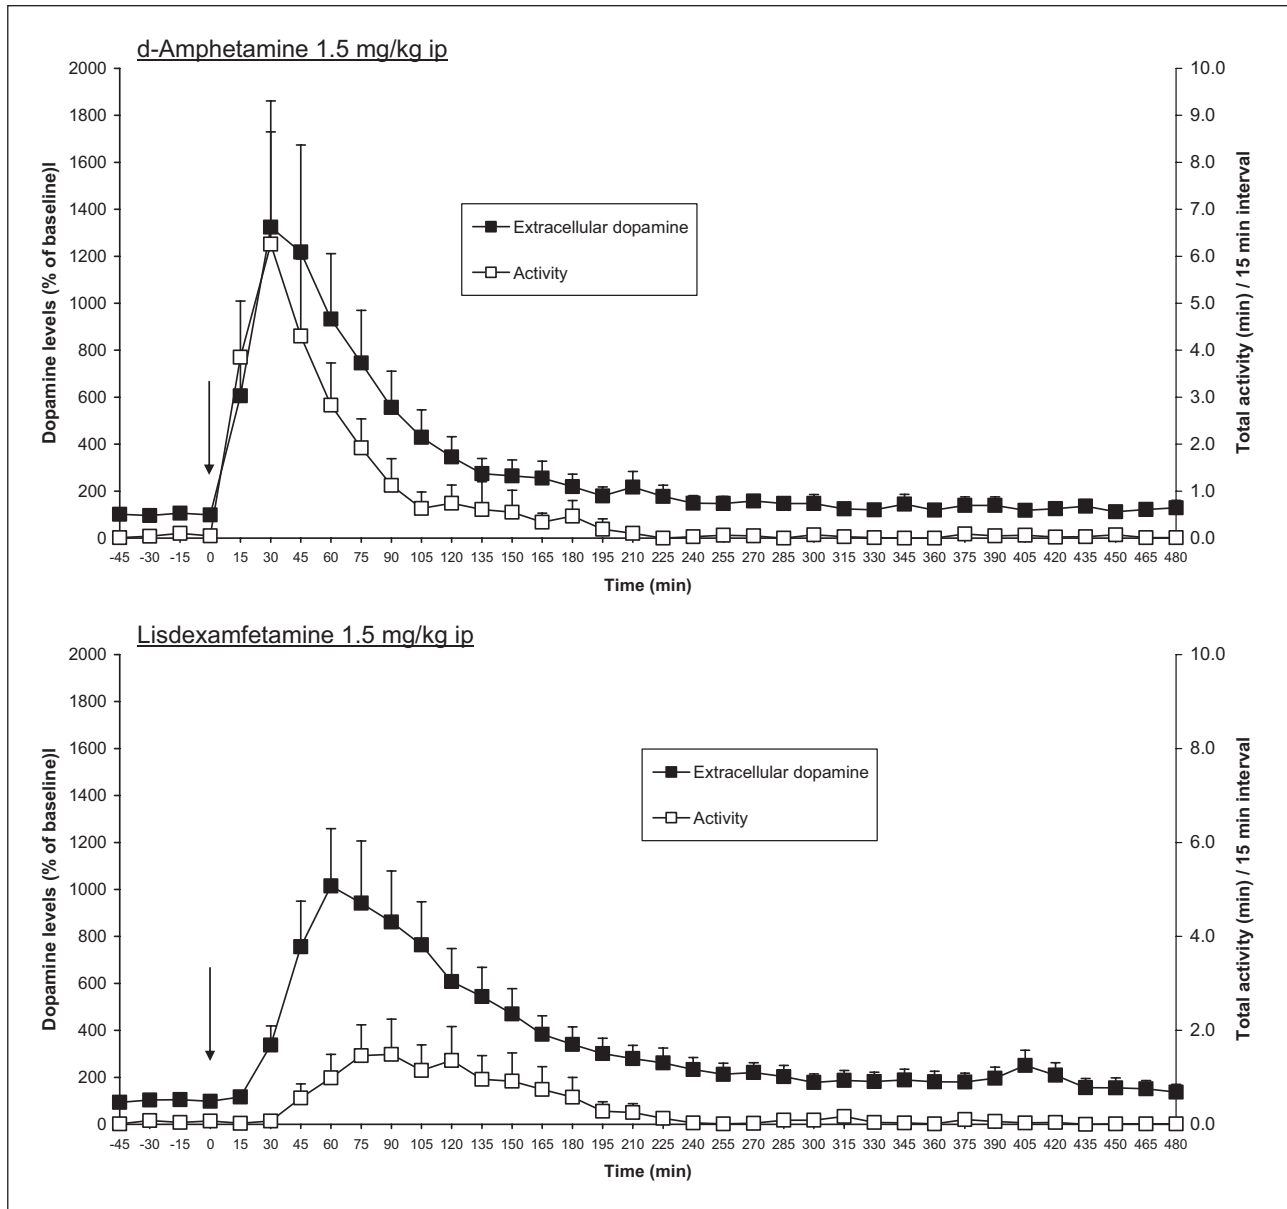 d-Amphetamine 1.5 mg/kg ip
2000 10.0
1800 9.0
1600 8.0
1400 7.0
1200 6.0
1000 5.0
800 4.0
600 3.0
400 2.0
200 1.0
0 0.0
Dopamine levels (% of baseline)l
Total activity (min) / 15 min interval
Extracellular dopamine
Activity
-45 -30 -15 0 15 30 45 60 75 90 105 120 135 150 165 180 195 210 225 240 255 270 285 300 315 330 345 360 375 390 405 420 435 450 465 480
Time (min)
Lisdexamfetamine 1.5 mg/kg ip
2000 10.0
1800
1600 8.0
1400
1200 6.0
1000
800 4.0
600
400 2.0
200
0 0.0
Dopamine levels (% of baseline)l
Total activity (min) / 15 min interval
Extracellular dopamine
Activity
-45 -30 -15 0 15 30 45 60 75 90 105 120 135 150 165 180 195 210 225 240 255 270 285 300 315 330 345 360 375 390 405 420 435 450 465 480
Time (min)